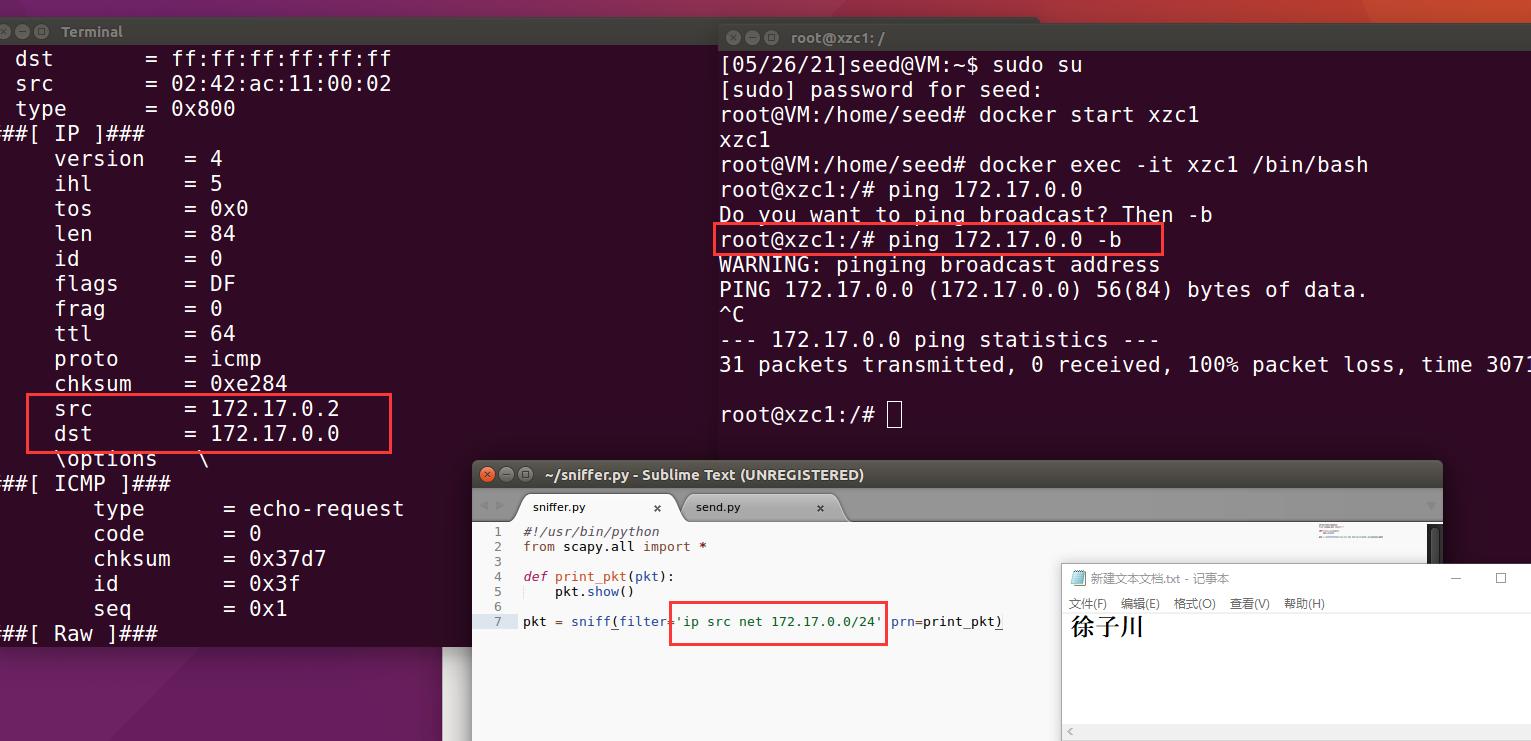 Terminal
dst       = ff:ff:ff:ff:ff:ff
src       = 02:42:ac:11:00:02
type      = 0x800
##[ IP ]###
version   = 4
ihl       = 5
tos       = 0x0
len       = 84
id        = 0
flags     = DF
frag      = 0
ttl       = 64
proto     = icmp
chksum    = 0xe284
src       = 172.17.0.2
dst       = 172.17.0.0
\options   \
##[ ICMP ]###
type      = echo-request
code      = 0
chksum    = 0x37d7
id        = 0x3f
seq       = 0x1
##[ Raw ]###
root@xzc1: /
[05/26/21]seed@VM:~$ sudo su
[sudo] password for seed:
root@VM:/home/seed# docker start xzc1
xzc1
root@VM:/home/seed# docker exec -it xzc1 /bin/bash
root@xzc1:/# ping 172.17.0.0
Do you want to ping broadcast? Then -b
root@xzc1:/# ping 172.17.0.0 -b
WARNING: pinging broadcast address
PING 172.17.0.0 (172.17.0.0) 56(84) bytes of data.
^C
--- 172.17.0.0 ping statistics ---
31 packets transmitted, 0 received, 100% packet loss, time 3071
root@xzc1:/#
~/sniffer.py - Sublime Text (UNREGISTERED)
sniffer.py × send.py ×
1 #!/usr/bin/python
2 from scapy.all import *
3
4 def print_pkt(pkt):
5     pkt.show()
6
7 pkt = sniff(filter='ip src net 172.17.0.0/24' prn=print_pkt)
新建文本文档.txt - 记事本
文件(F) 编辑(E) 格式(O) 查看(V) 帮助(H)
徐子川